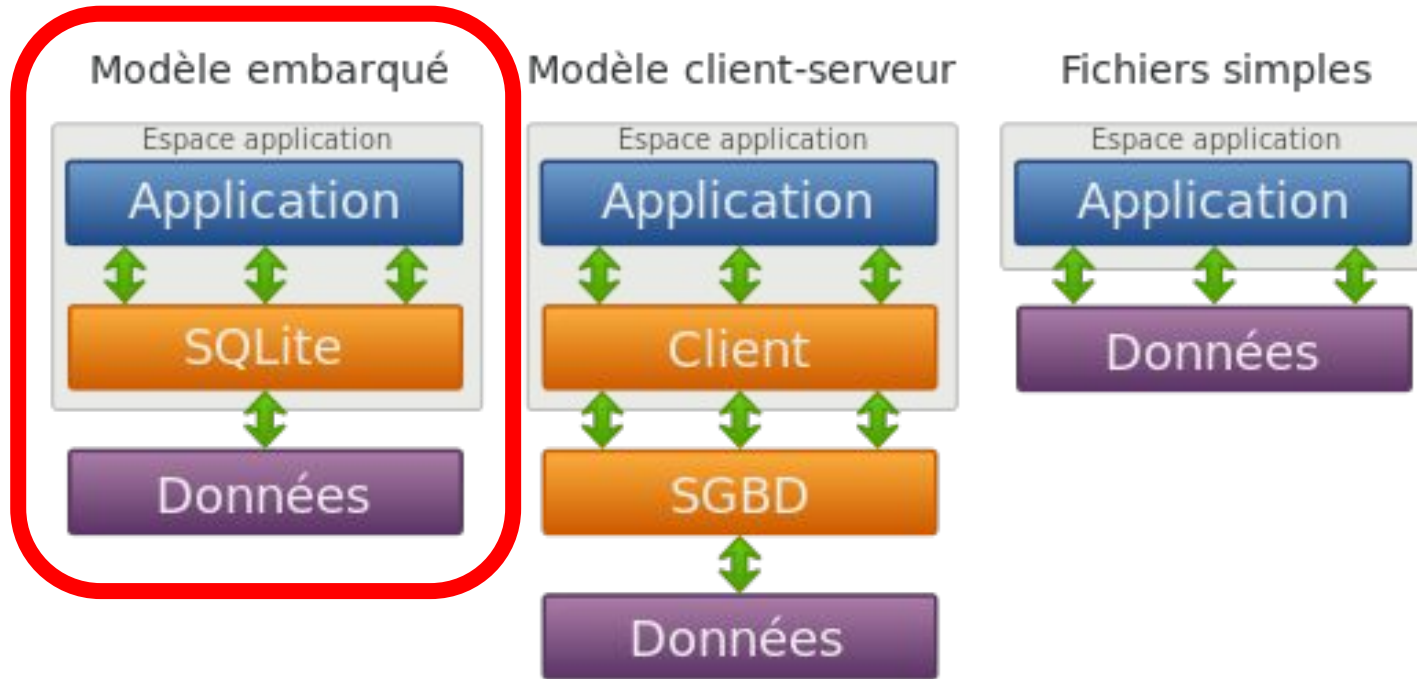 Modèle embarqué
Espace application
Application
SQLite
Données
Modèle client-serveur
Espace application
Application
Client
SGBD
Données
Fichiers simples
Espace application
Application
Données